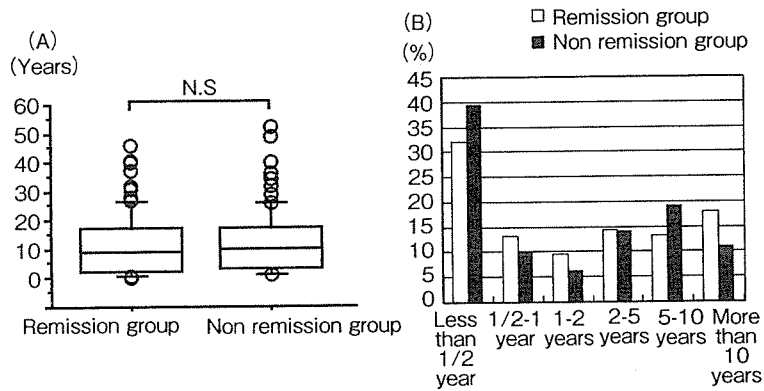 (A)
(Years)
N.S
60
50
40
30
20
10
0
Remission group
Non remission group
(B)
(%)
Remission group
Non remission group
45
40
35
30
25
20
15
10
5
0
Less than 1/2 year
1/2-1 year
1-2 years
2-5 years
5-10 years
More than 10 years